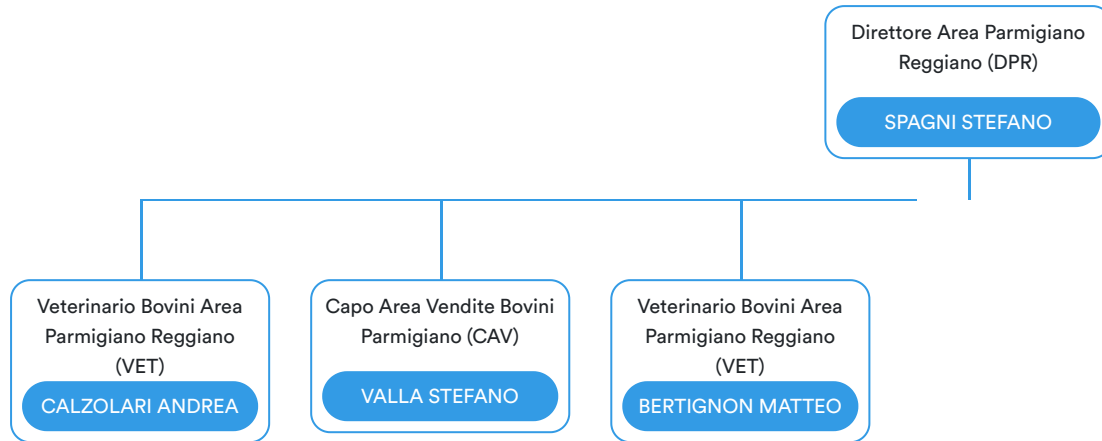 Direttore Area Parmigiano
Reggiano (DPR)
SPAGNI STEFANO
Veterinario Bovini Area
Parmigiano Reggiano
(VET)
CALZOLARI ANDREA
Capo Area Vendite Bovini
Parmigiano (CAV)
VALLA STEFANO
Veterinario Bovini Area
Parmigiano Reggiano
(VET)
BERTIGNON MATTEO